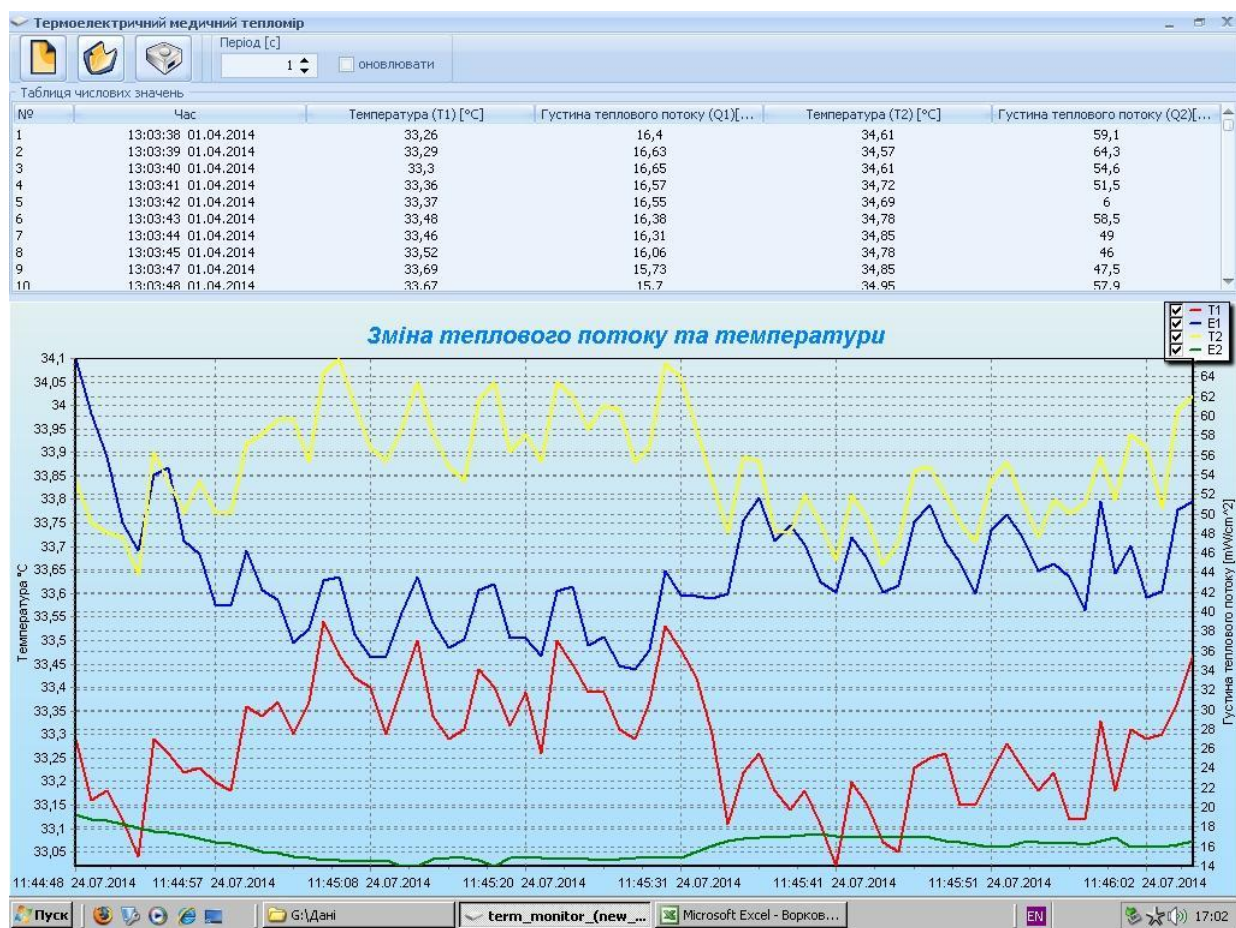 Термоелектричний медичний тепломір
Період [с]
1
оновлювати
Таблиця числових значень
№ Час Температура (T1) [°C] Густина теплового потоку (Q1)[... Температура (T2) [°C] Густина теплового потоку (Q2)[...
1 13:03:38 01.04.2014 33,26 16,4 34,61 59,1
2 13:03:39 01.04.2014 33,29 16,63 34,57 64,3
3 13:03:40 01.04.2014 33,3 16,65 34,61 54,6
4 13:03:41 01.04.2014 33,36 16,57 34,72 51,5
5 13:03:42 01.04.2014 33,37 16,55 34,69 6
6 13:03:43 01.04.2014 33,48 16,38 34,78 58,5
7 13:03:44 01.04.2014 33,46 16,31 34,85 49
8 13:03:45 01.04.2014 33,52 16,06 34,78 46
9 13:03:47 01.04.2014 33,69 15,73 34,85 47,5
10 13:03:48 01.04.2014 33,67 15,7 34,95 57,9
Зміна теплового потоку та температури
T1
E1
T2
E2
34,1
34,05
34
33,95
33,9
33,85
33,8
33,75
33,7
33,65
33,6
33,55
33,5
33,45
33,4
33,35
33,3
33,25
33,2
33,15
33,1
33,05
Температура °C
64
62
60
58
56
54
52
50
48
46
44
42
40
38
36
34
32
30
28
26
24
22
20
18
16
14
Густина теплового потоку [mW/cm^2]
11:44:48 24.07.2014 11:44:57 24.07.2014 11:45:08 24.07.2014 11:45:20 24.07.2014 11:45:31 24.07.2014 11:45:41 24.07.2014 11:45:51 24.07.2014 11:46:02 24.07.2014
Пуск G:\Дані term_monitor_(new_... Microsoft Excel - Ворков... EN 17:02